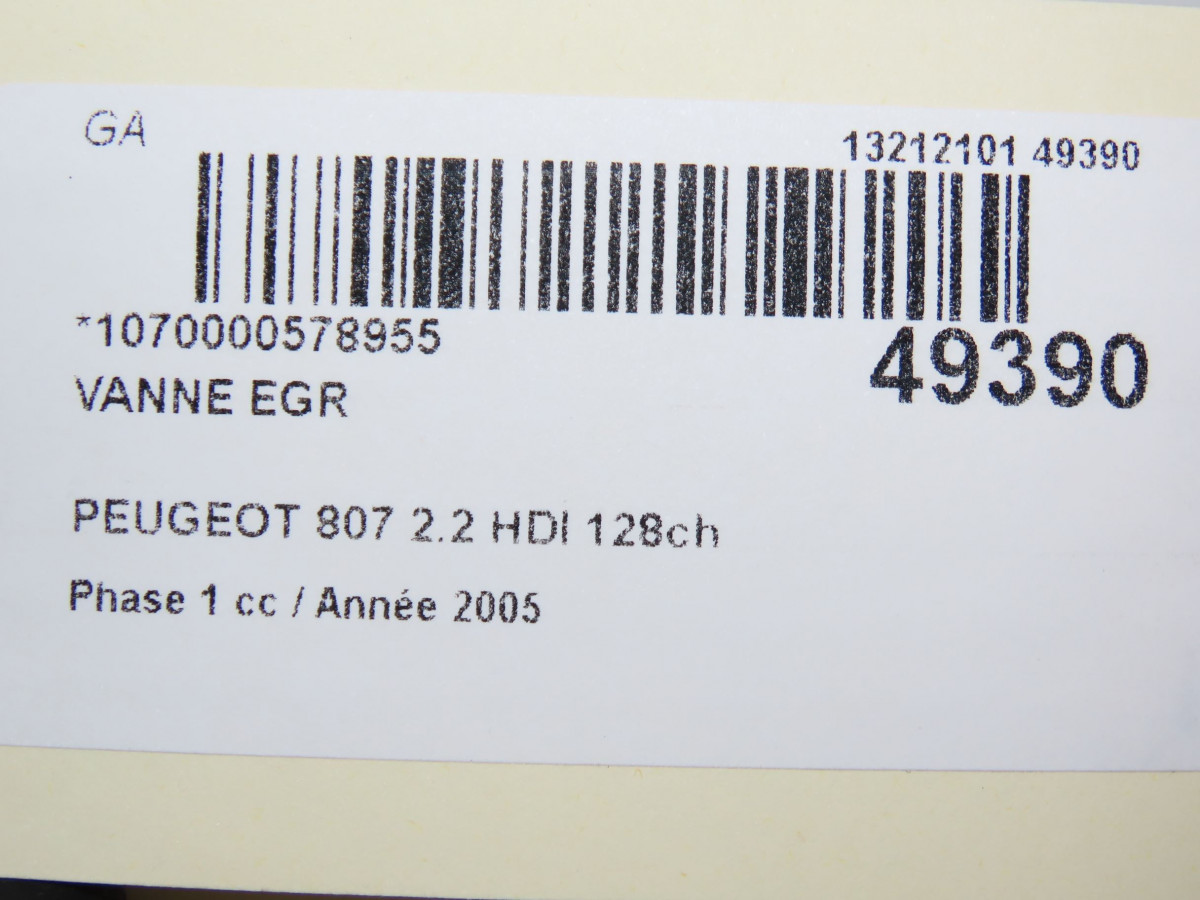 GA
13212101 49390
*1070000578955
49390
VANNE EGR
PEUGEOT 807 2.2 HDI 128ch
Phase 1 cc / Année 2005